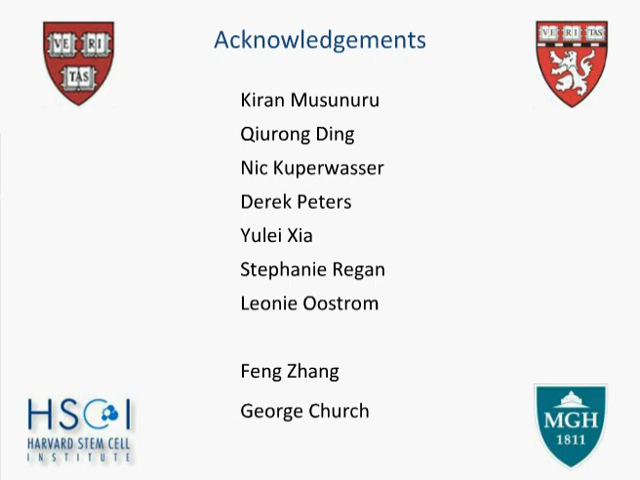 VE RI
TAS
Acknowledgements
VE RI TAS
Kiran Musunuru
Qiurong Ding
Nic Kuperwasser
Derek Peters
Yulei Xia
Stephanie Regan
Leonie Oostrom
Feng Zhang
George Church
HSCI
HARVARD STEM CELL
INSTITUTE
MGH
1811